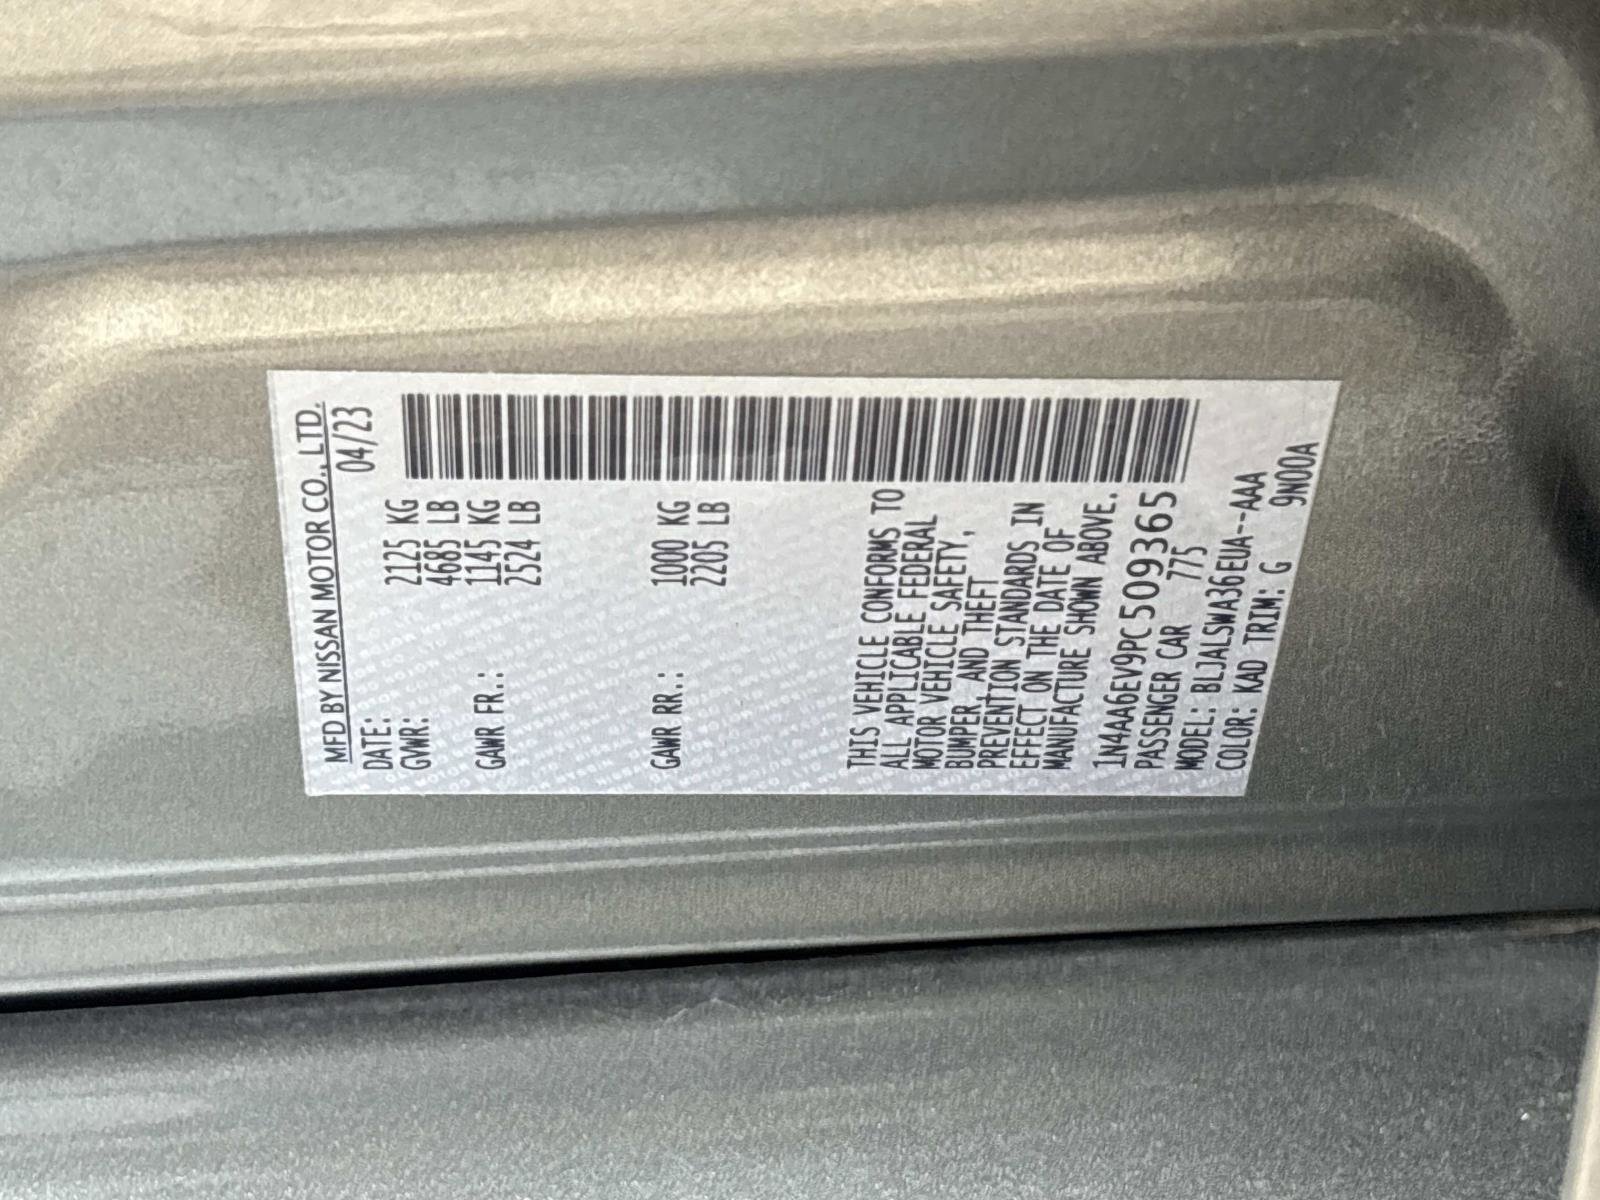 MFD BY NISSAN MOTOR CO., LTD.
DATE: 04/23
GVWR: 2125 KG
4685 LB
GAWR FR.: 1145 KG
2524 LB
GAWR RR.: 1000 KG
2205 LB
THIS VEHICLE CONFORMS TO
ALL APPLICABLE FEDERAL
MOTOR VEHICLE SAFETY,
BUMPER, AND THEFT
PREVENTION STANDARDS IN
EFFECT ON THE DATE OF
MANUFACTURE SHOWN ABOVE.
1N4AA6EV9PC509365
PASSENGER CAR 775
MODEL: BLJALSWA36EUA--AAA
COLOR: KAD TRIM: G 9N00A